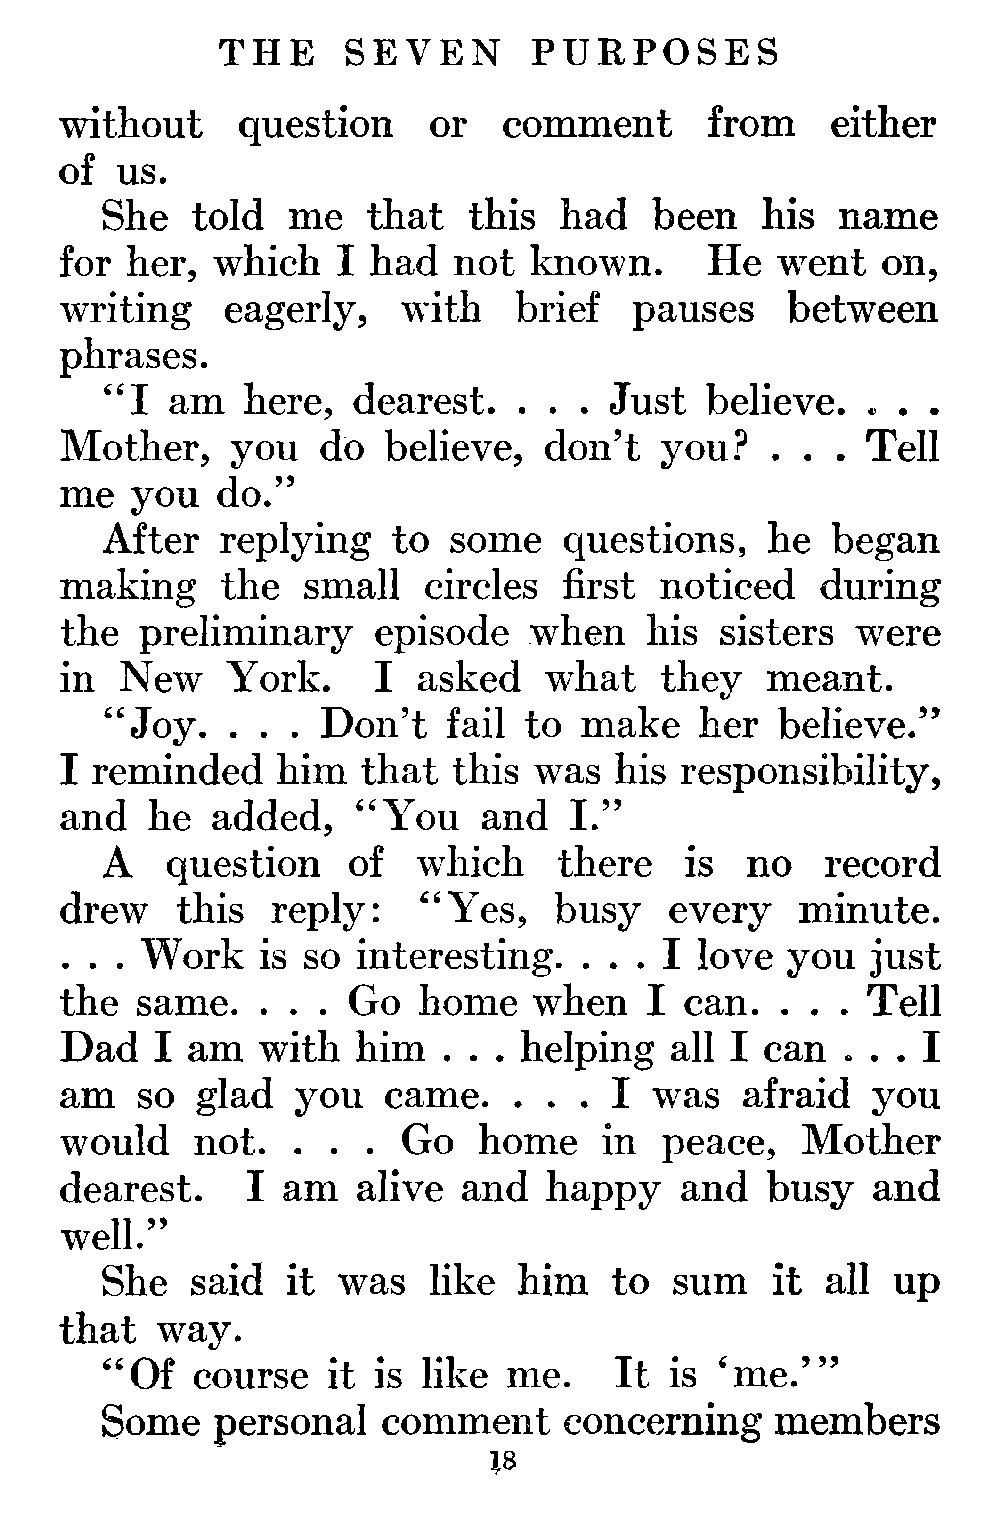 THE SEVEN PURPOSES
without question or comment from either
of us.
She told me that this had been his name
for her, which I had not known. He went on,
writing eagerly, with brief pauses between
phrases.
“I am here, dearest. . . . Just believe. . . .
Mother, you do believe, don’t you? . . . Tell
me you do.”
After replying to some questions, he began
making the small circles first noticed during
the preliminary episode when his sisters were
in New York. I asked what they meant.
“Joy. . . . Don’t fail to make her believe.”
I reminded him that this was his responsibility,
and he added, “You and I.”
A question of which there is no record
drew this reply: “Yes, busy every minute.
. . . Work is so interesting. . . . I love you just
the same. . . . Go home when I can. . . . Tell
Dad I am with him . . . helping all I can . . . I
am so glad you came. . . . I was afraid you
would not. . . . Go home in peace, Mother
dearest. I am alive and happy and busy and
well.”
She said it was like him to sum it all up
that way.
“Of course it is like me. It is ‘me.’”
Some personal comment concerning members
18